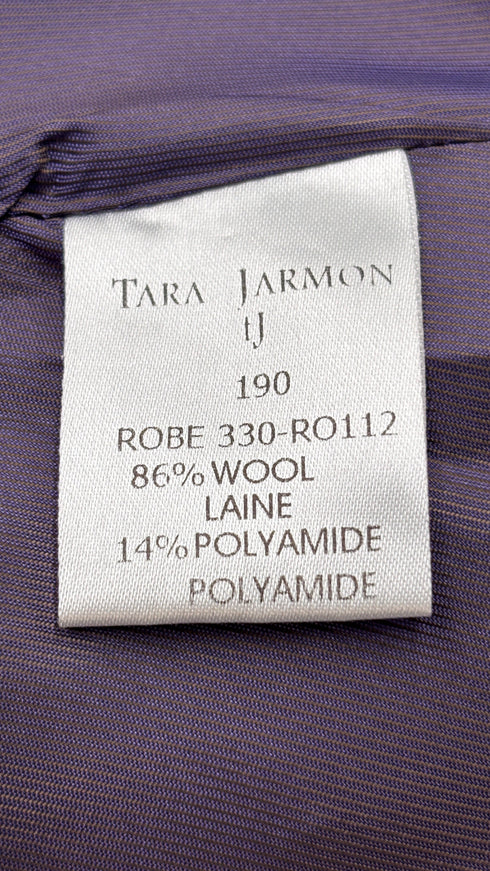 TARA JARMON
tJ
190
ROBE 330-RO112
86% WOOL
LAINE
14% POLYAMIDE
POLYAMIDE